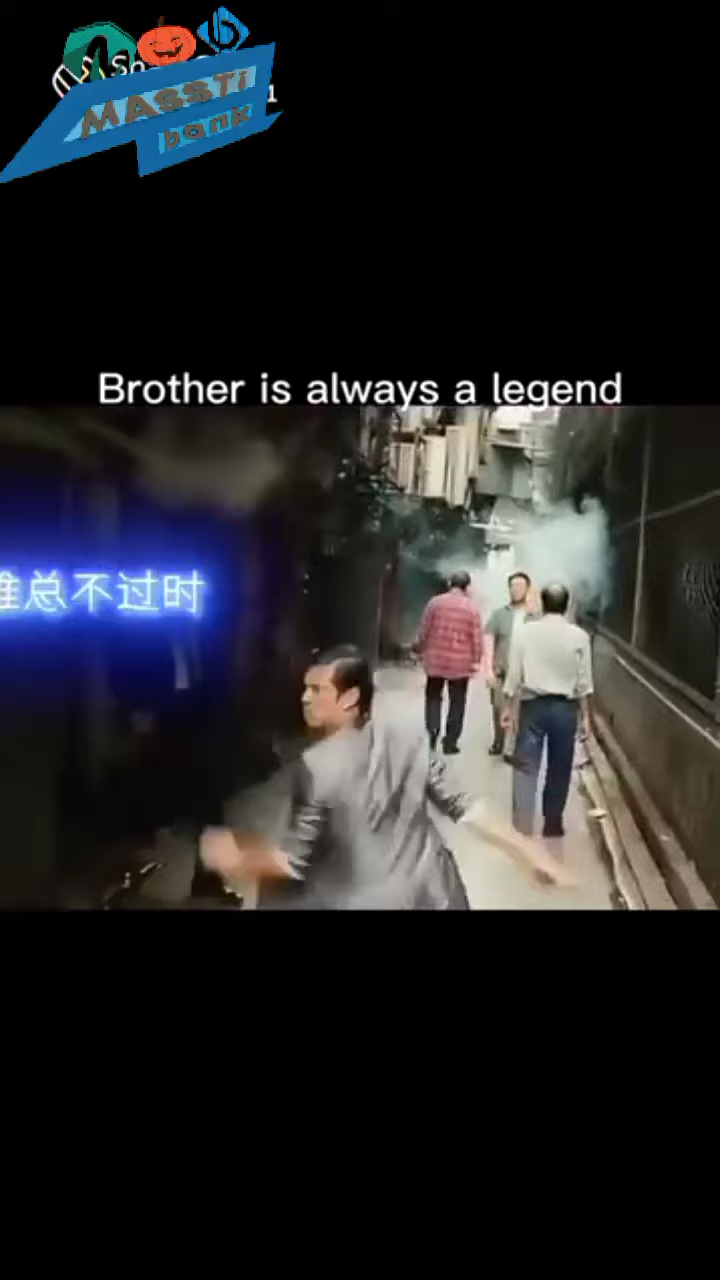 MASSTi
bank
Brother is always a legend
总不过时